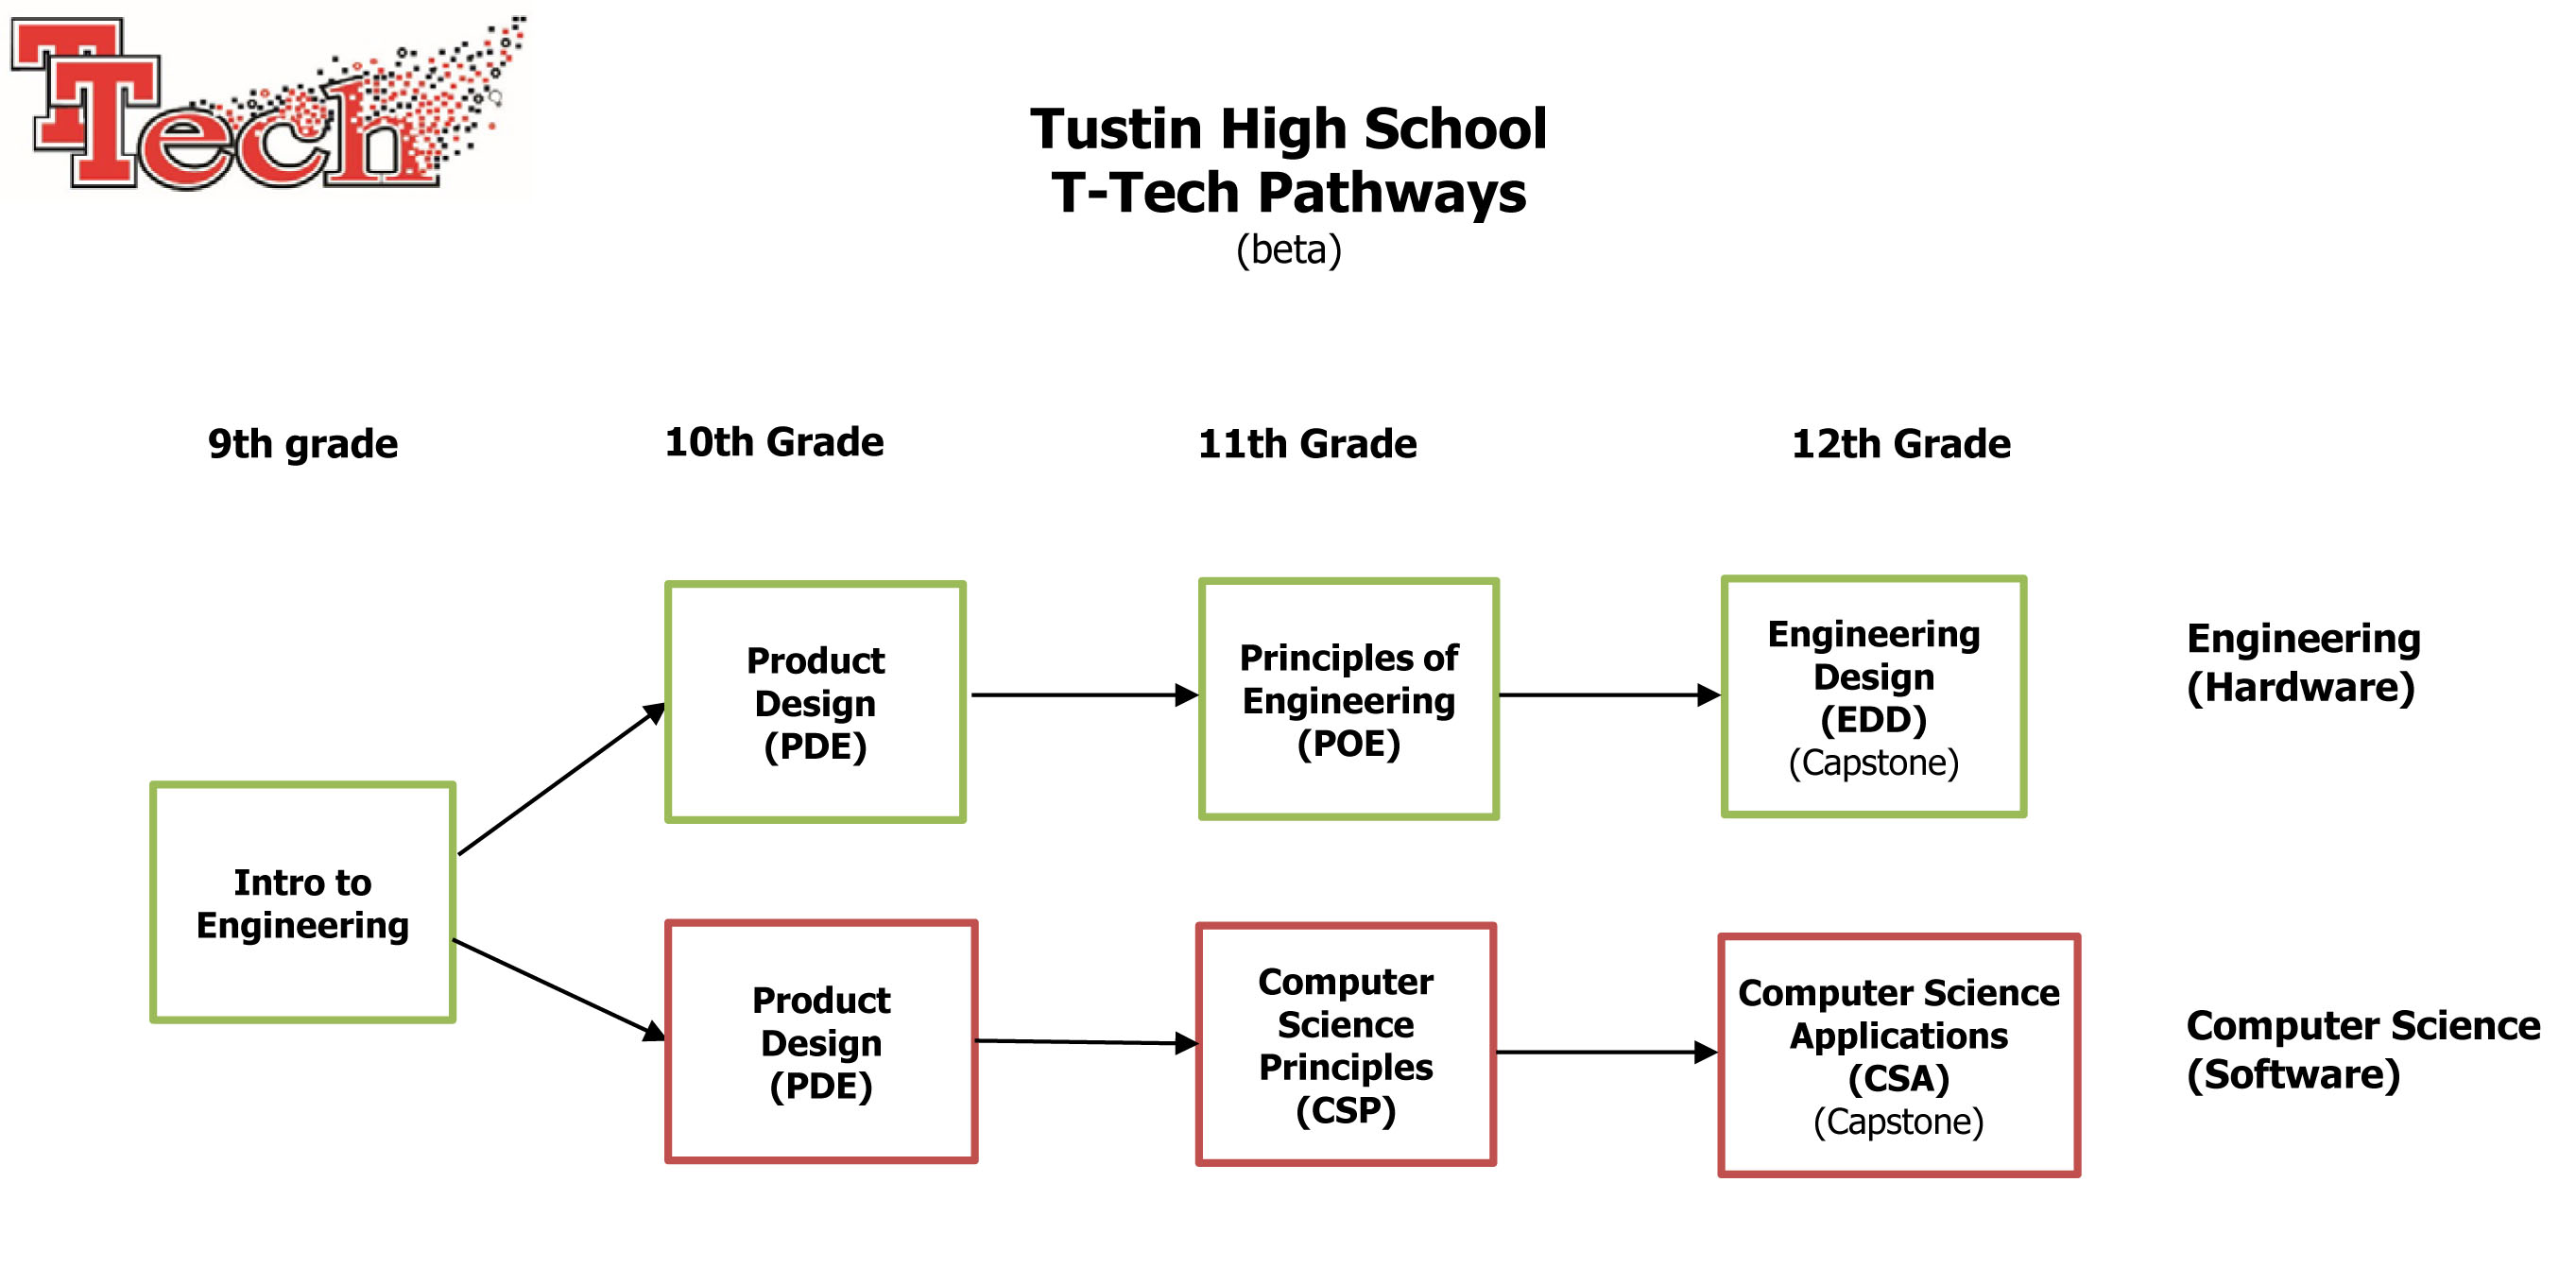 TTech
Tustin High School
T-Tech Pathways
(beta)
9th grade
10th Grade
11th Grade
12th Grade
Intro to
Engineering
Product
Design
(PDE)
Principles of
Engineering
(POE)
Engineering
Design
(EDD)
(Capstone)
Engineering
(Hardware)
Product
Design
(PDE)
Computer
Science
Principles
(CSP)
Computer Science
Applications
(CSA)
(Capstone)
Computer Science
(Software)